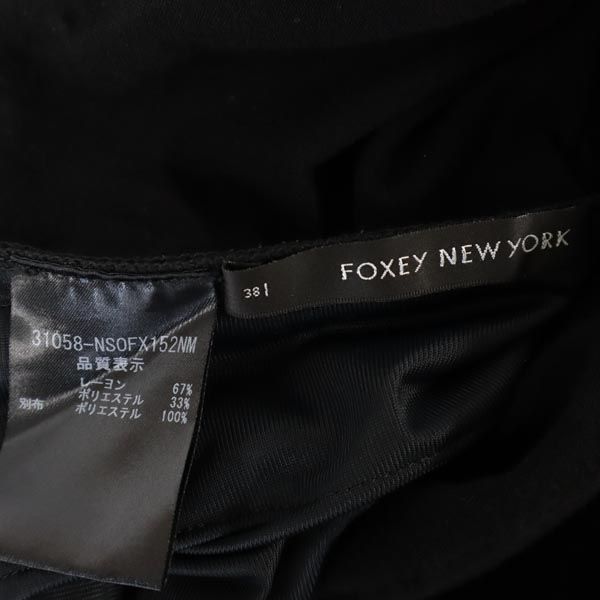 FOXEY NEW YORK
38
31058-NSOFX152NM
品質表示
レーヨン 67%
ポリエステル 33%
別布 ポリエステル 100%